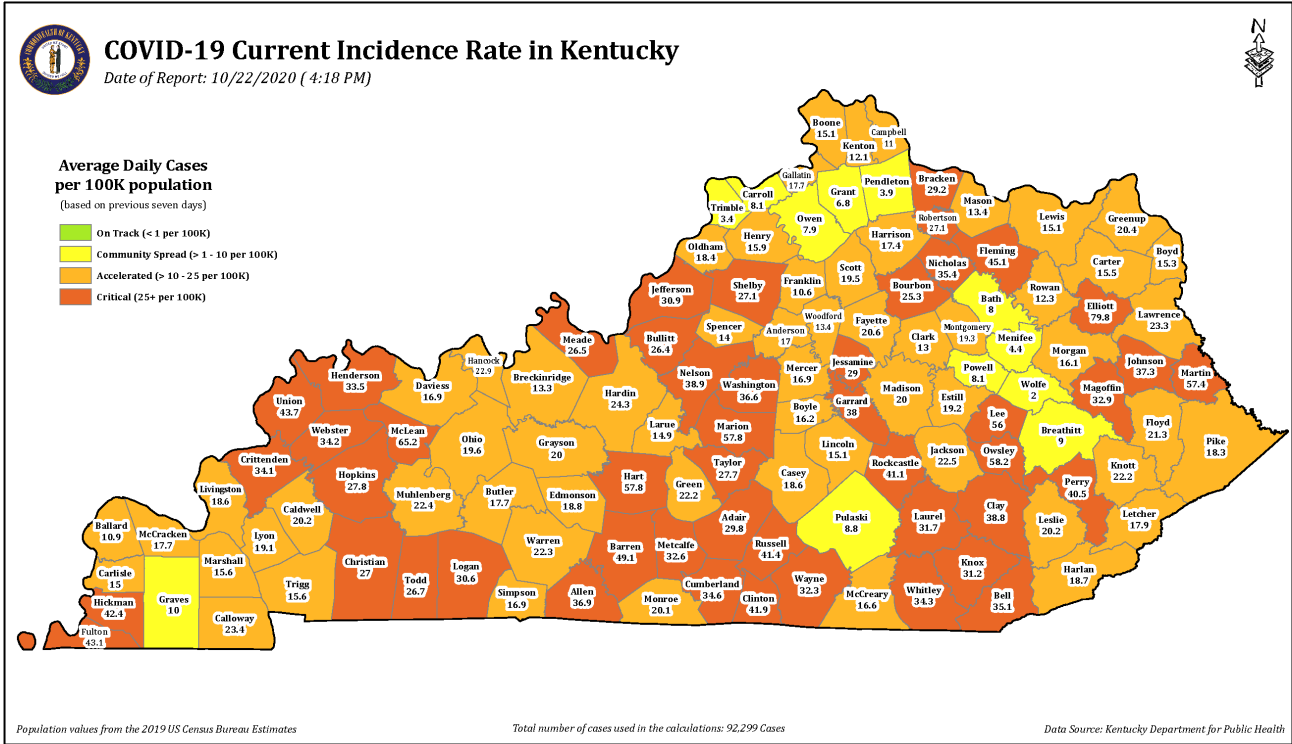 COVID-19 Current Incidence Rate in Kentucky
Date of Report: 10/22/2020 ( 4:18 PM)
N
Average Daily Cases
per 100K population
(based on previous seven days)
On Track (< 1 per 100K)
Community Spread (> 1 - 10 per 100K)
Accelerated (> 10 - 25 per 100K)
Critical (25+ per 100K)
Boone
15.1
Kenton
12.1
Campbell
11
Gallatin
17.7
Carroll
8.1
Trimble
3.4
Grant
6.8
Pendleton
3.9
Bracken
29.2
Owen
7.9
Robertson
27.1
Mason
13.4
Lewis
15.1
Greenup
20.4
Boyd
15.3
Oldham
18.4
Henry
15.9
Harrison
17.4
Nicholas
35.4
Fleming
45.1
Carter
15.5
Jefferson
30.9
Shelby
27.1
Franklin
10.6
Scott
19.5
Bourbon
25.3
Bath
8
Rowan
12.3
Elliott
79.8
Lawrence
23.3
Meade
26.5
Bullitt
26.4
Spencer
14
Anderson
17
Woodford
13.4
Fayette
20.6
Clark
13
Montgomery
19.3
Menifee
4.4
Morgan
16.1
Johnson
37.3
Martin
57.4
Hancock
22.9
Breckinridge
13.3
Henderson
33.5
Daviess
16.9
Union
43.7
Hardin
24.3
Nelson
38.9
Washington
36.6
Mercer
16.9
Jessamine
29
Garrard
38
Madison
20
Estill
19.2
Powell
8.1
Wolfe
2
Magoffin
32.9
Webster
34.2
McLean
65.2
Ohio
19.6
Grayson
20
Larue
14.9
Marion
57.8
Boyle
16.2
Lincoln
15.1
Lee
56
Breathitt
9
Floyd
21.3
Pike
18.3
Crittenden
34.1
Hopkins
27.8
Muhlenberg
22.4
Butler
17.7
Edmonson
18.8
Hart
57.8
Green
22.2
Taylor
27.7
Casey
18.6
Rockcastle
41.1
Jackson
22.5
Owsley
58.2
Perry
40.5
Knott
22.2
Livingston
18.6
Caldwell
20.2
Lyon
19.1
Ballard
10.9
McCracken
17.7
Warren
22.3
Barren
49.1
Metcalfe
32.6
Adair
29.8
Russell
41.4
Pulaski
8.8
Laurel
31.7
Clay
38.8
Leslie
20.2
Letcher
17.9
Carlisle
15
Graves
10
Marshall
15.6
Trigg
15.6
Christian
27
Todd
26.7
Logan
30.6
Simpson
16.9
Allen
36.9
Monroe
20.1
Cumberland
34.6
Clinton
41.9
Wayne
32.3
McCreary
16.6
Whitley
34.3
Knox
31.2
Bell
35.1
Harlan
18.7
Hickman
42.4
Fulton
43.1
Calloway
23.4
Population values from the 2019 US Census Bureau Estimates
Total number of cases used in the calculations: 92,299 Cases
Data Source: Kentucky Department for Public Health